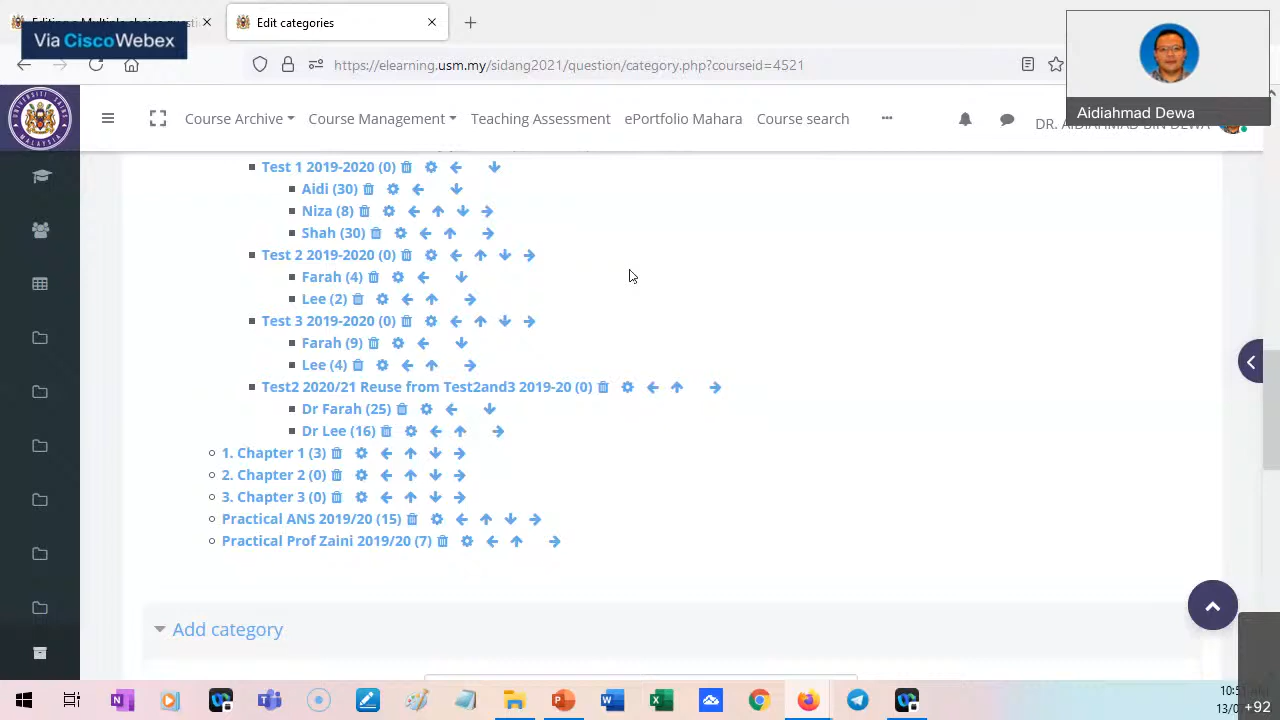 Edit categories
Via CiscoWebex
https://elearning.usm.my/sidang2021/question/category.php?courseid=4521
Aidiahmad Dewa
Course Archive
Course Management
Teaching Assessment
ePortfolio Mahara
Course search
DR. AIDIAHMAD BIN DEWA
Test 1 2019-2020 (0)
Aidi (30)
Niza (8)
Shah (30)
Test 2 2019-2020 (0)
Farah (4)
Lee (2)
Test 3 2019-2020 (0)
Farah (9)
Lee (4)
Test2 2020/21 Reuse from Test2and3 2019-20 (0)
Dr Farah (25)
Dr Lee (16)
1. Chapter 1 (3)
2. Chapter 2 (0)
3. Chapter 3 (0)
Practical ANS 2019/20 (15)
Practical Prof Zaini 2019/20 (7)
Add category
+92